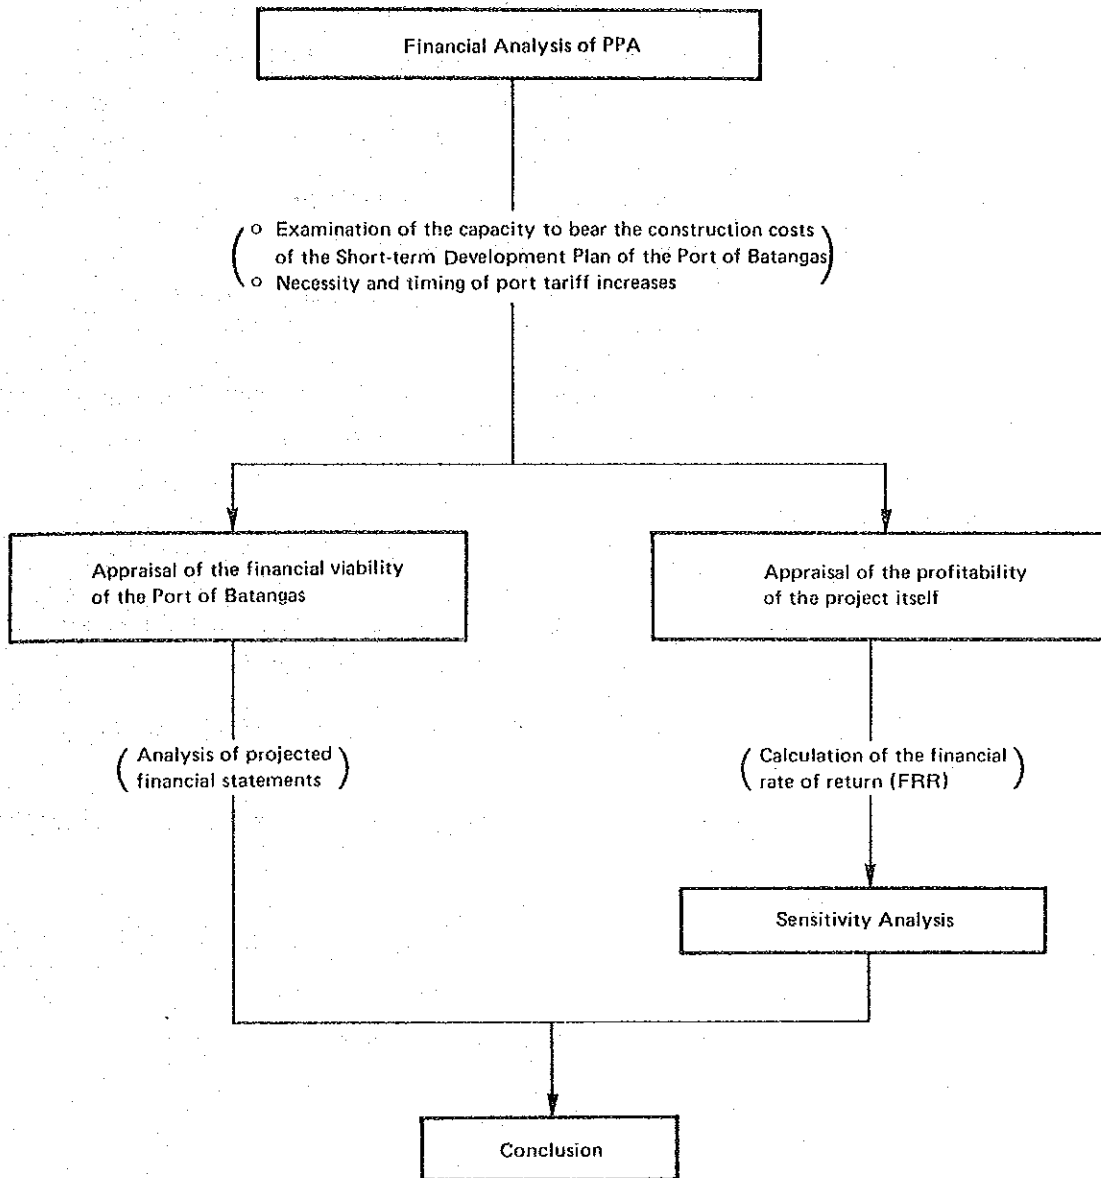 Financial Analysis of PPA
( o Examination of the capacity to bear the construction costs
of the Short-term Development Plan of the Port of Batangas
o Necessity and timing of port tariff increases )
Appraisal of the financial viability
of the Port of Batangas
Appraisal of the profitability
of the project itself
( Analysis of projected
financial statements )
( Calculation of the financial
rate of return (FRR) )
Sensitivity Analysis
Conclusion